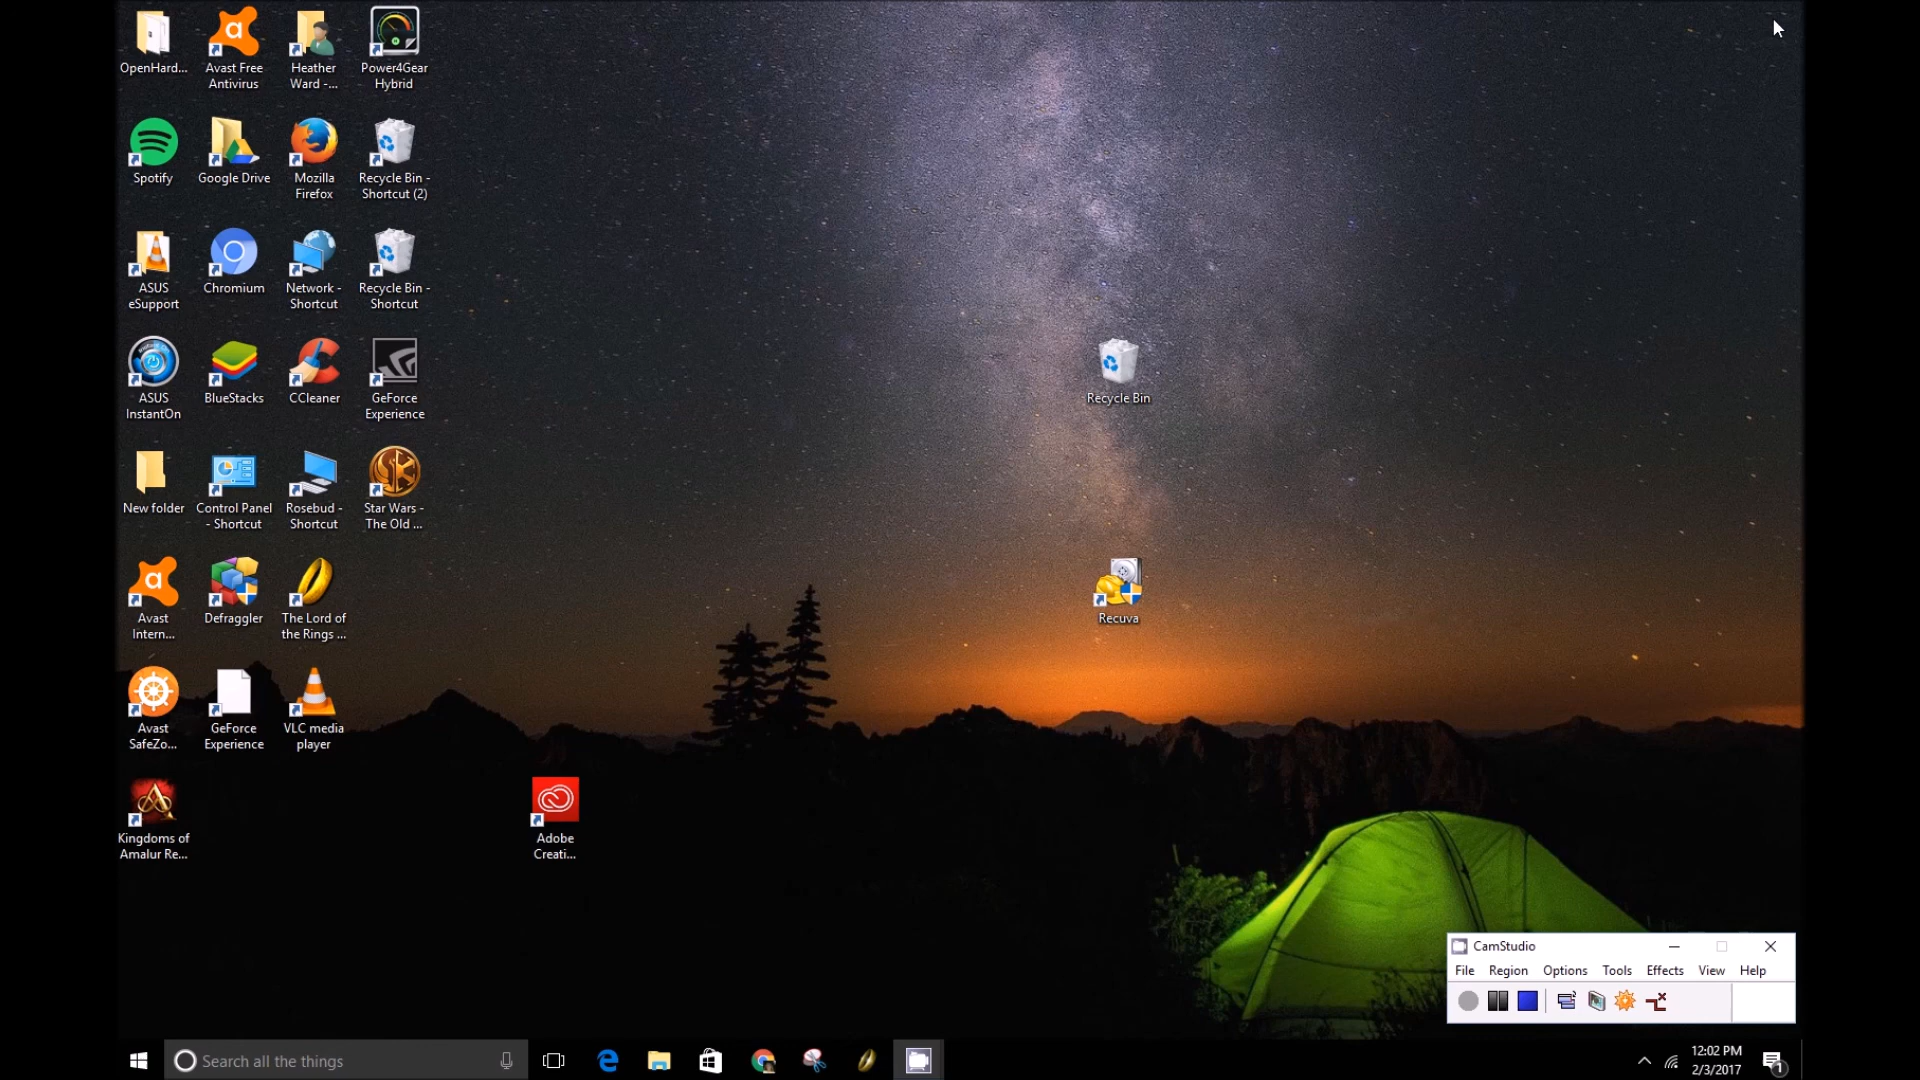 OpenHard...
Avast Free
Antivirus
Heather
Ward -...
Power4Gear
Hybrid
Spotify
Google Drive
Mozilla
Firefox
Recycle Bin -
Shortcut (2)
ASUS
eSupport
Chromium
Network -
Shortcut
Recycle Bin -
Shortcut
ASUS
InstantOn
BlueStacks
CCleaner
GeForce
Experience
Recycle Bin
New folder
Control Panel
- Shortcut
Rosebud -
Shortcut
Star Wars -
The Old ...
Avast
Intern...
Defraggler
The Lord of
the Rings ...
Recuva
Avast
SafeZo...
GeForce
Experience
VLC media
player
Kingdoms of
Amalur Re...
Adobe
Creati...
CamStudio
File Region Options Tools Effects View Help
Search all the things
12:02 PM
2/3/2017
1